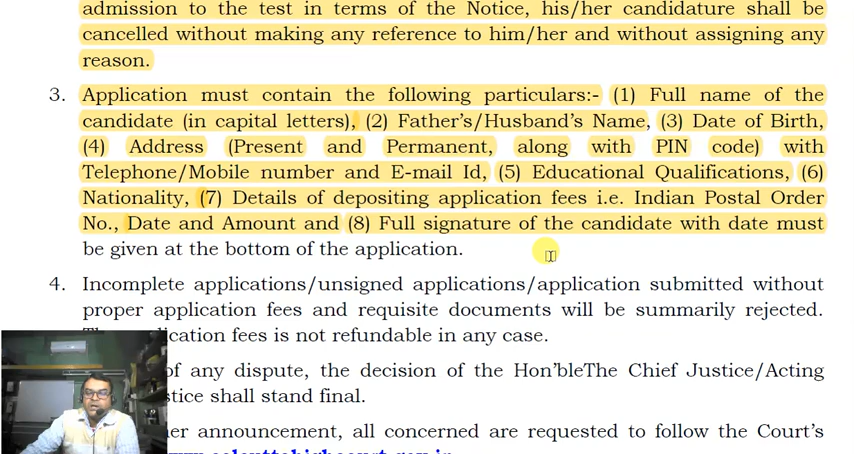 admission to the test in terms of the Notice, his/her candidature shall be
cancelled without making any reference to him/her and without assigning any
reason.
3. Application must contain the following particulars:- (1) Full name of the
candidate (in capital letters), (2) Father's/Husband's Name, (3) Date of Birth,
(4) Address (Present and Permanent, along with PIN code) with
Telephone/Mobile number and E-mail Id, (5) Educational Qualifications, (6)
Nationality, (7) Details of depositing application fees i.e. Indian Postal Order
No., Date and Amount and (8) Full signature of the candidate with date must
be given at the bottom of the application.
4. Incomplete applications/unsigned applications/application submitted without
proper application fees and requisite documents will be summarily rejected.
fees is not refundable in any case.
of any dispute, the decision of the Hon'bleThe Chief Justice/Acting
shall stand final.
announcement, all concerned are requested to follow the Court's